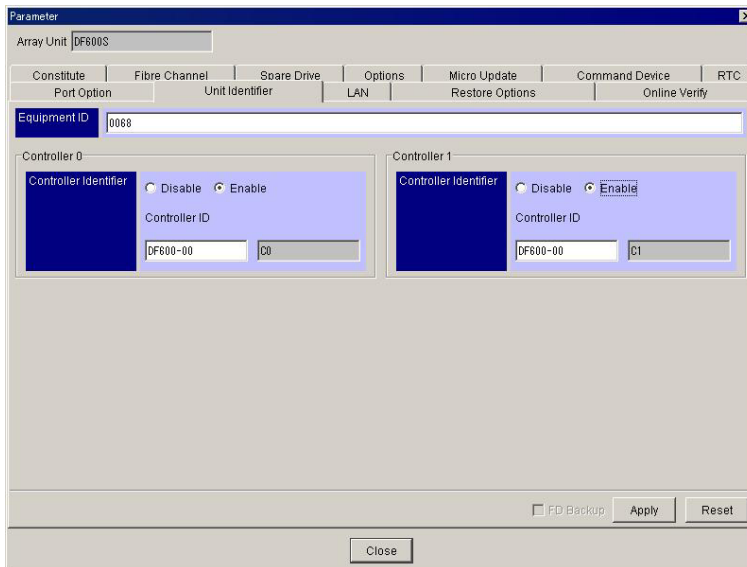 Parameter
Array Unit DF600S
Constitute Fibre Channel Spare Drive Options Micro Update Command Device RTC
Port Option Unit Identifier LAN Restore Options Online Verify
Equipment ID 0068
Controller 0 Controller 1
Controller Identifier Disable Enable Controller Identifier Disable Enable
Controller ID Controller ID
DF600-00 C0 DF600-00 C1
FD Backup Apply Reset
Close